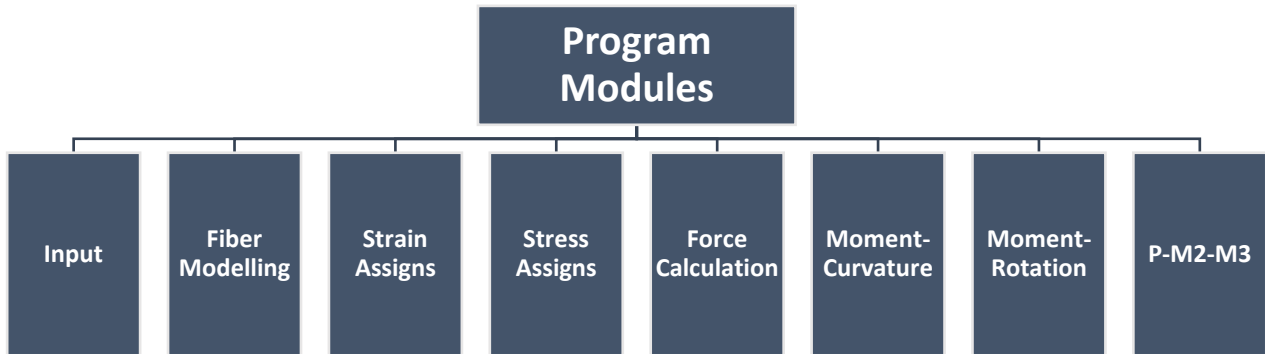 Program
Modules
Input
Fiber
Modelling
Strain
Assigns
Stress
Assigns
Force
Calculation
Moment-
Curvature
Moment-
Rotation
P-M2-M3